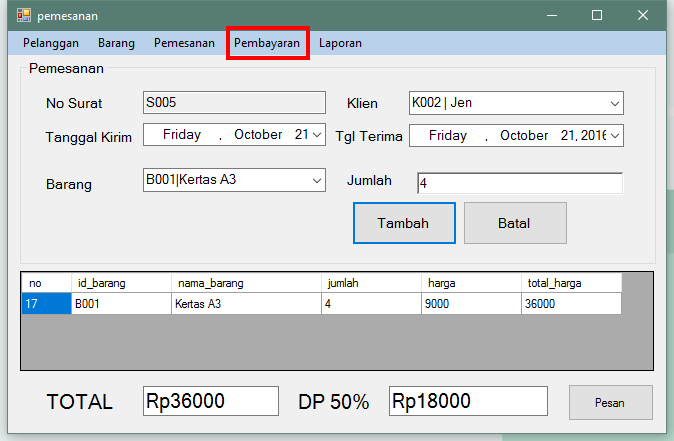 pemesanan
Pelanggan Barang Pemesanan Pembayaran Laporan
Pemesanan
No Surat S005 Klien K002 | Jen
Tanggal Kirim Friday , October 21 Tgl Terima Friday , October 21, 2016
Barang B001|Kertas A3 Jumlah 4
Tambah Batal
no id_barang nama_barang jumlah harga total_harga
17 B001 Kertas A3 4 9000 36000
TOTAL Rp36000 DP 50% Rp18000 Pesan